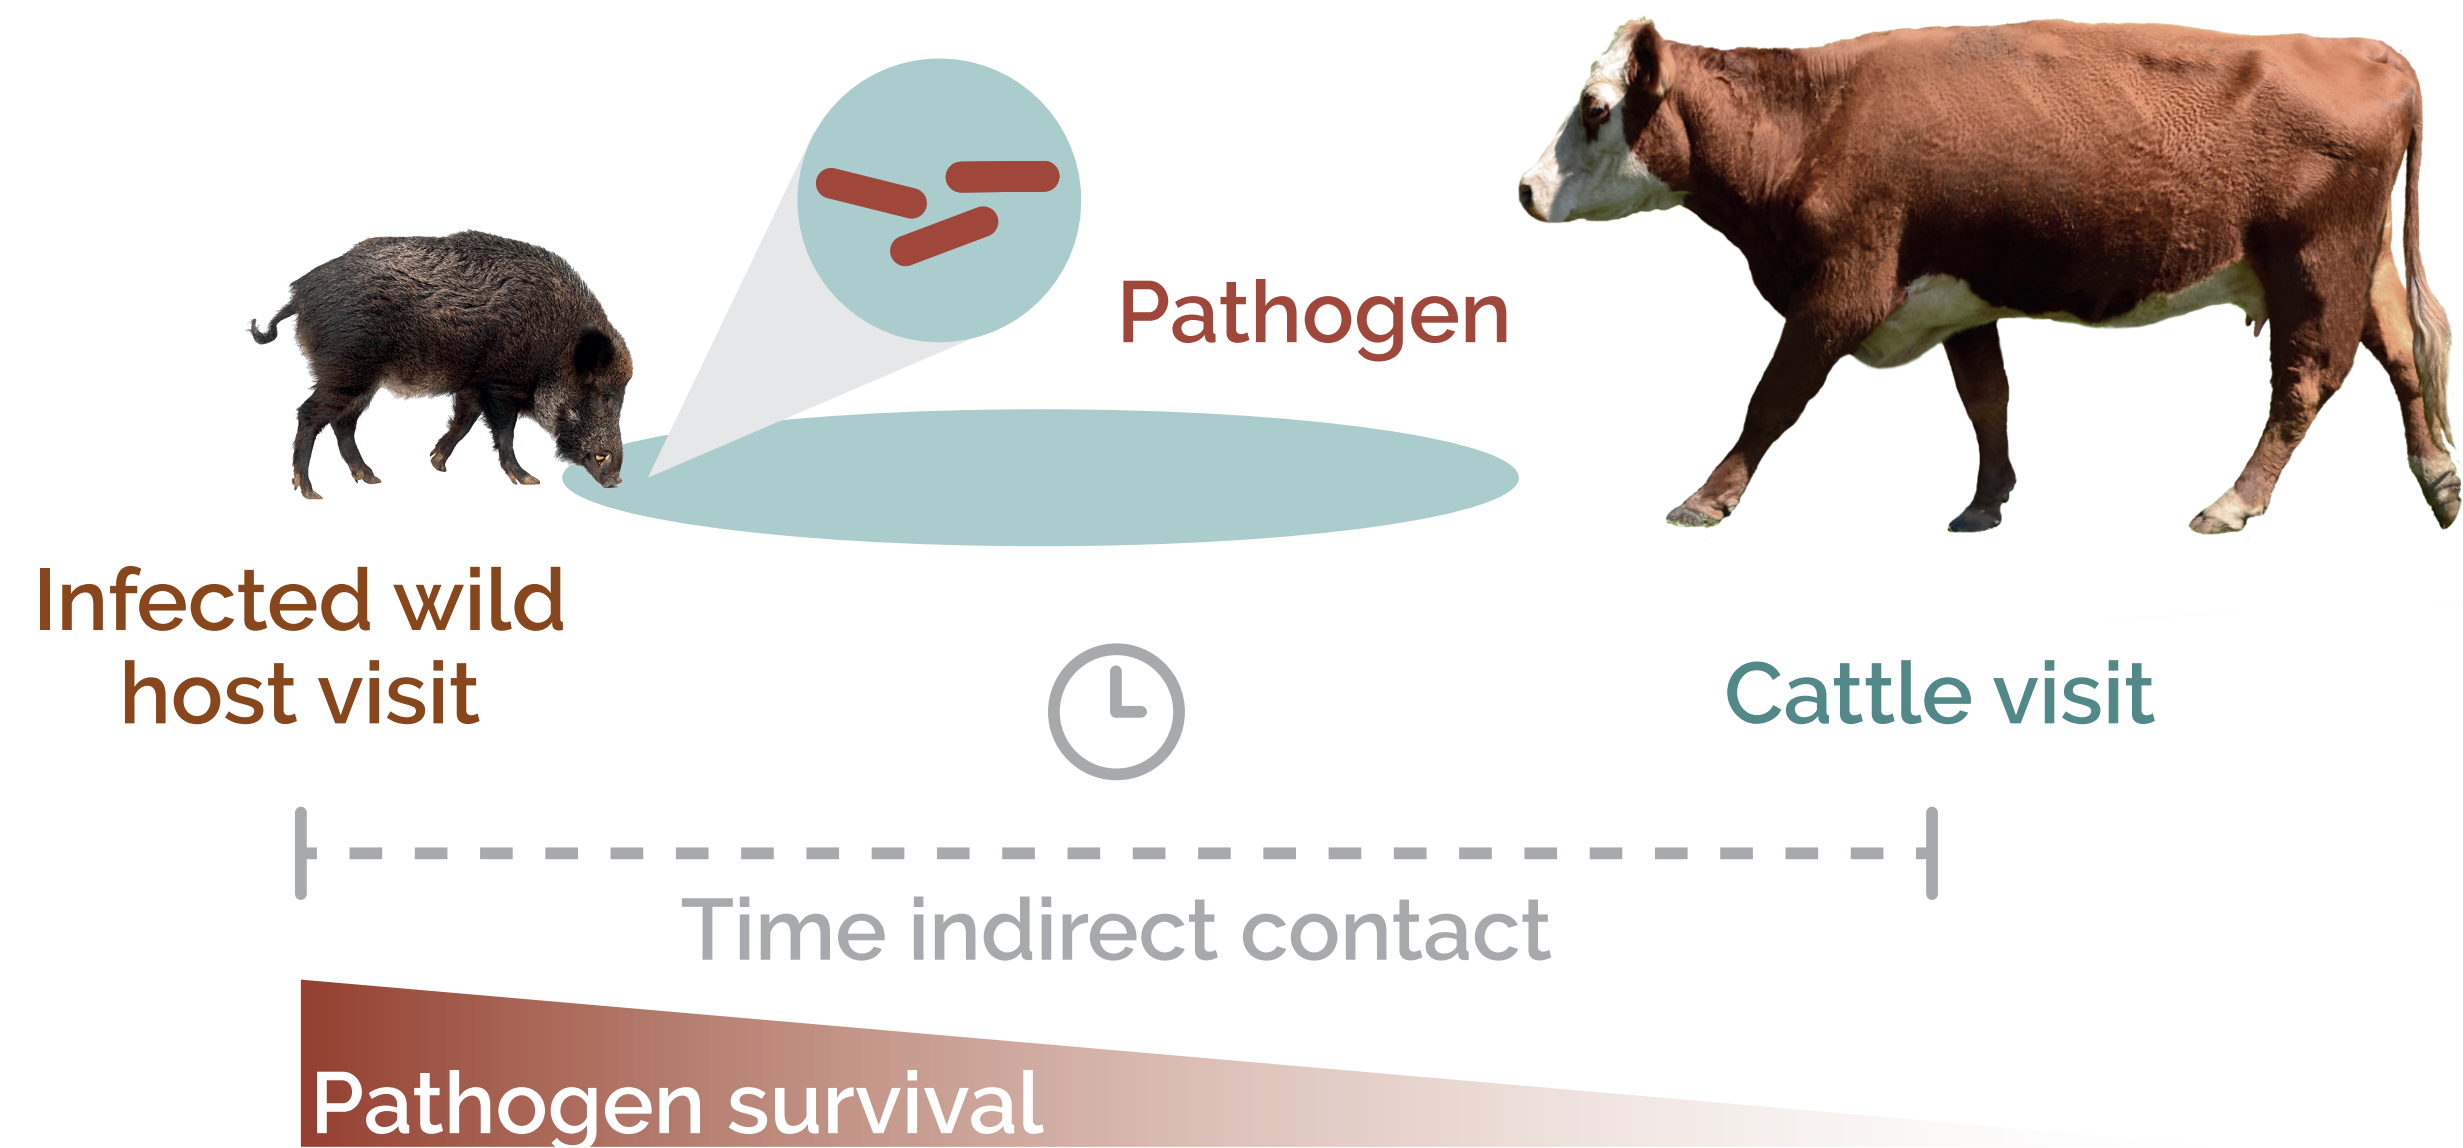 Pathogen
Infected wild
host visit
Cattle visit
Time indirect contact
Pathogen survival